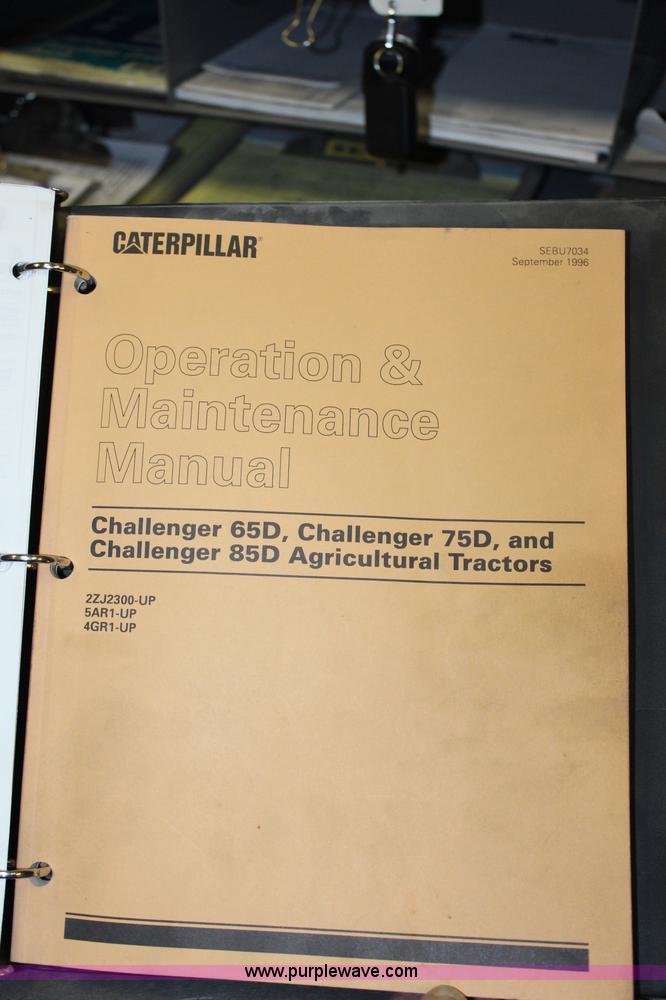 CATERPILLAR®
SEBU7034
September 1996
Operation &
Maintenance
Manual
Challenger 65D, Challenger 75D, and
Challenger 85D Agricultural Tractors
2ZJ2300-UP
5AR1-UP
4GR1-UP
www.purplewave.com